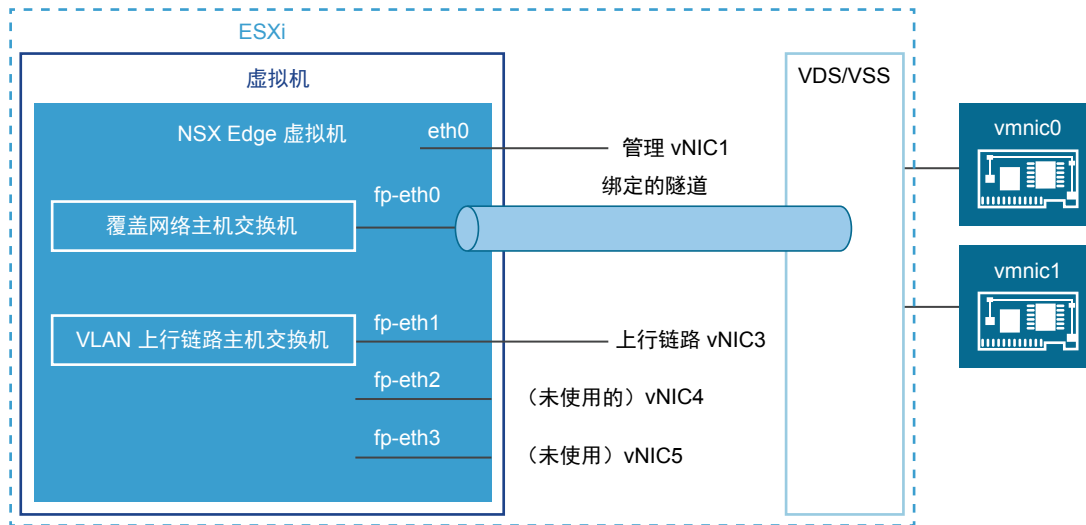 ESXi
虚拟机
VDS/VSS
NSX Edge 虚拟机
eth0
管理 vNIC1
vmnic0
绑定的隧道
fp-eth0
覆盖网络主机交换机
vmnic1
fp-eth1
VLAN 上行链路主机交换机
上行链路 vNIC3
fp-eth2
（未使用的）vNIC4
fp-eth3
（未使用）vNIC5